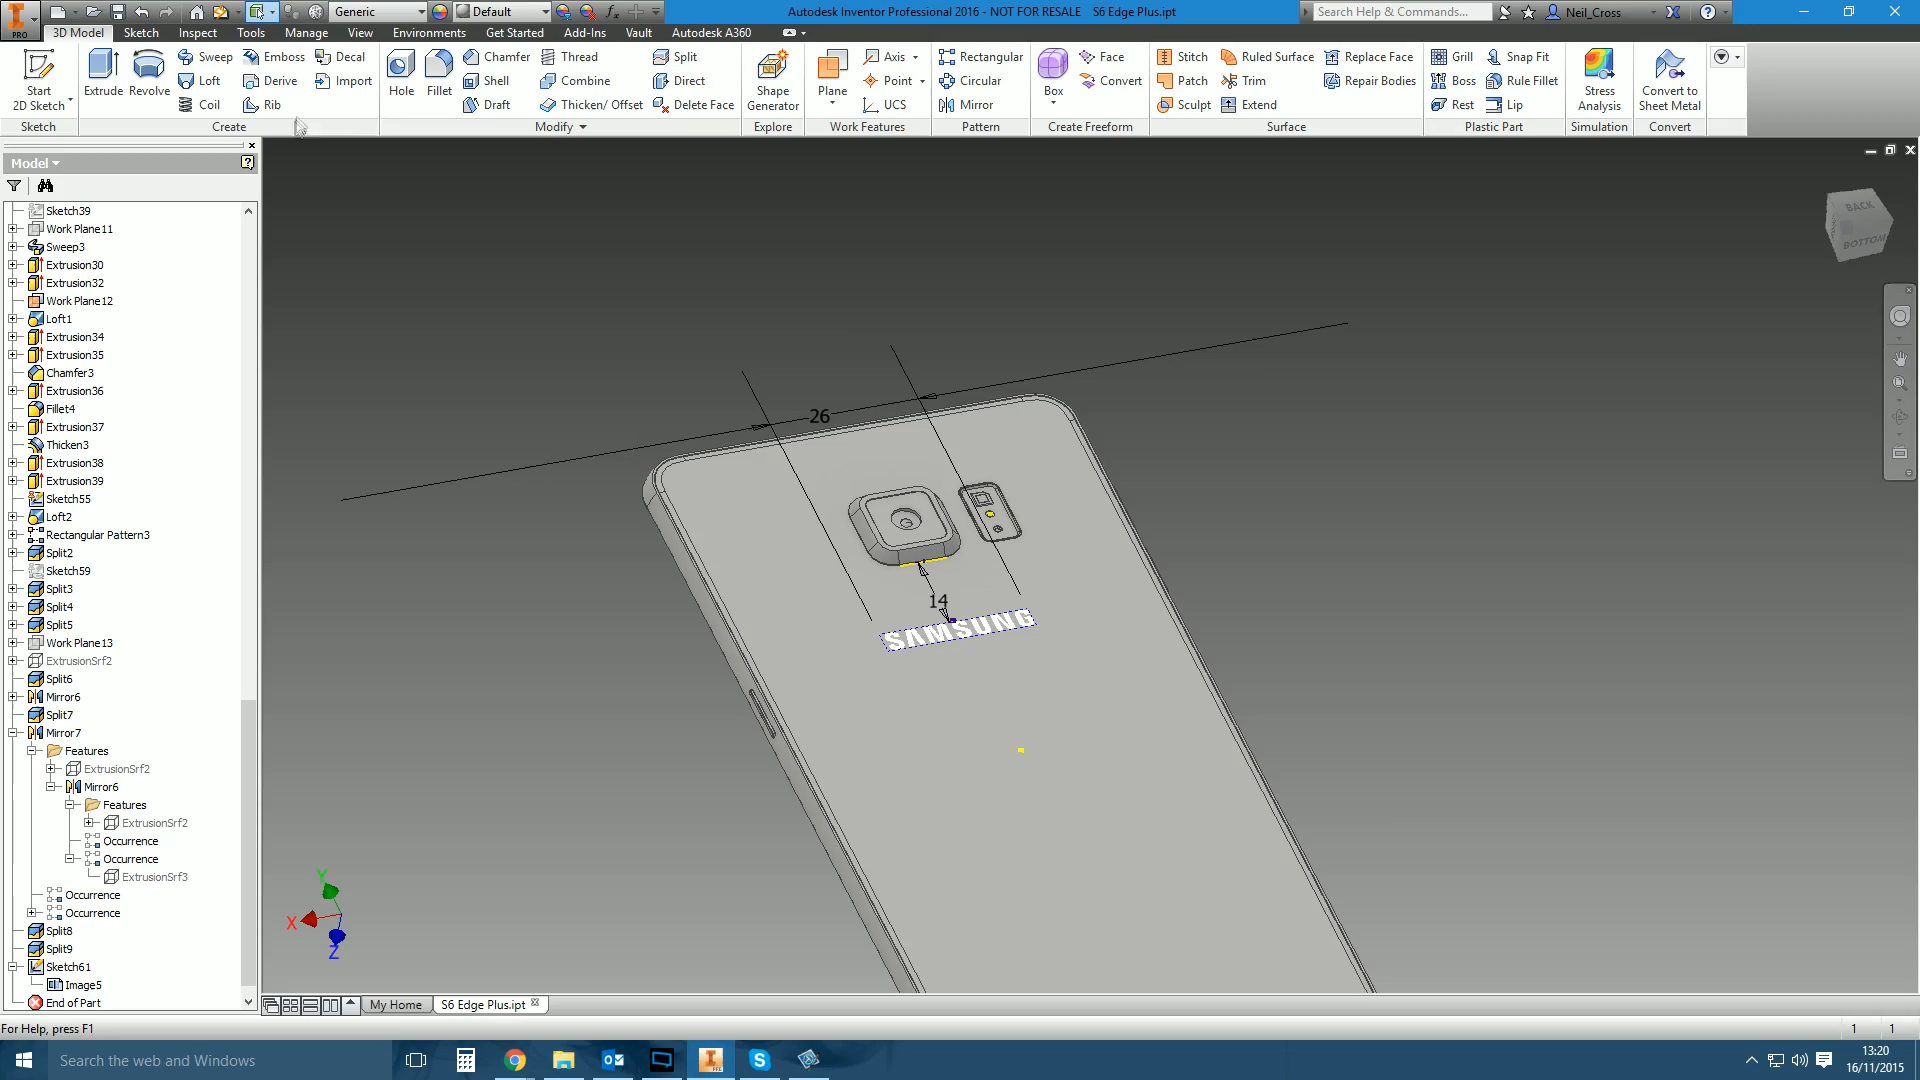 PRO
Generic
Default
Autodesk Inventor Professional 2016 - NOT FOR RESALE S6 Edge Plus.ipt
Search Help & Commands...
Neil_Cross
3D Model Sketch Inspect Tools Manage View Environments Get Started Add-Ins Vault Autodesk A360
Start 2D Sketch
Extrude
Revolve
Sweep
Loft
Coil
Emboss
Derive
Rib
Decal
Import
Hole
Fillet
Chamfer
Shell
Draft
Thread
Combine
Thicken/ Offset
Split
Direct
Delete Face
Shape Generator
Plane
Axis
Point
UCS
Rectangular
Circular
Mirror
Box
Face
Convert
Stitch
Patch
Sculpt
Ruled Surface
Trim
Extend
Replace Face
Repair Bodies
Grill
Boss
Rest
Snap Fit
Rule Fillet
Lip
Stress Analysis
Convert to Sheet Metal
Sketch Create Modify Explore Work Features Pattern Create Freeform Surface Plastic Part Simulation Convert
Model
Sketch39
Work Plane11
Sweep3
Extrusion30
Extrusion32
Work Plane12
Loft1
Extrusion34
Extrusion35
Chamfer3
Extrusion36
Fillet4
Extrusion37
Thicken3
Extrusion38
Extrusion39
Sketch55
Loft2
Rectangular Pattern3
Split2
Sketch59
Split3
Split4
Split5
Work Plane13
ExtrusionSrf2
Split6
Mirror6
Split7
Mirror7
Features
ExtrusionSrf2
Mirror6
Features
ExtrusionSrf2
Occurrence
Occurrence
ExtrusionSrf3
Occurrence
Occurrence
Split8
Split9
Sketch61
Image5
End of Part
BACK
BOTTOM
26
14
SAMSUNG
Y
X
Z
My Home
S6 Edge Plus.ipt
For Help, press F1
1 1
Search the web and Windows
13:20
16/11/2015